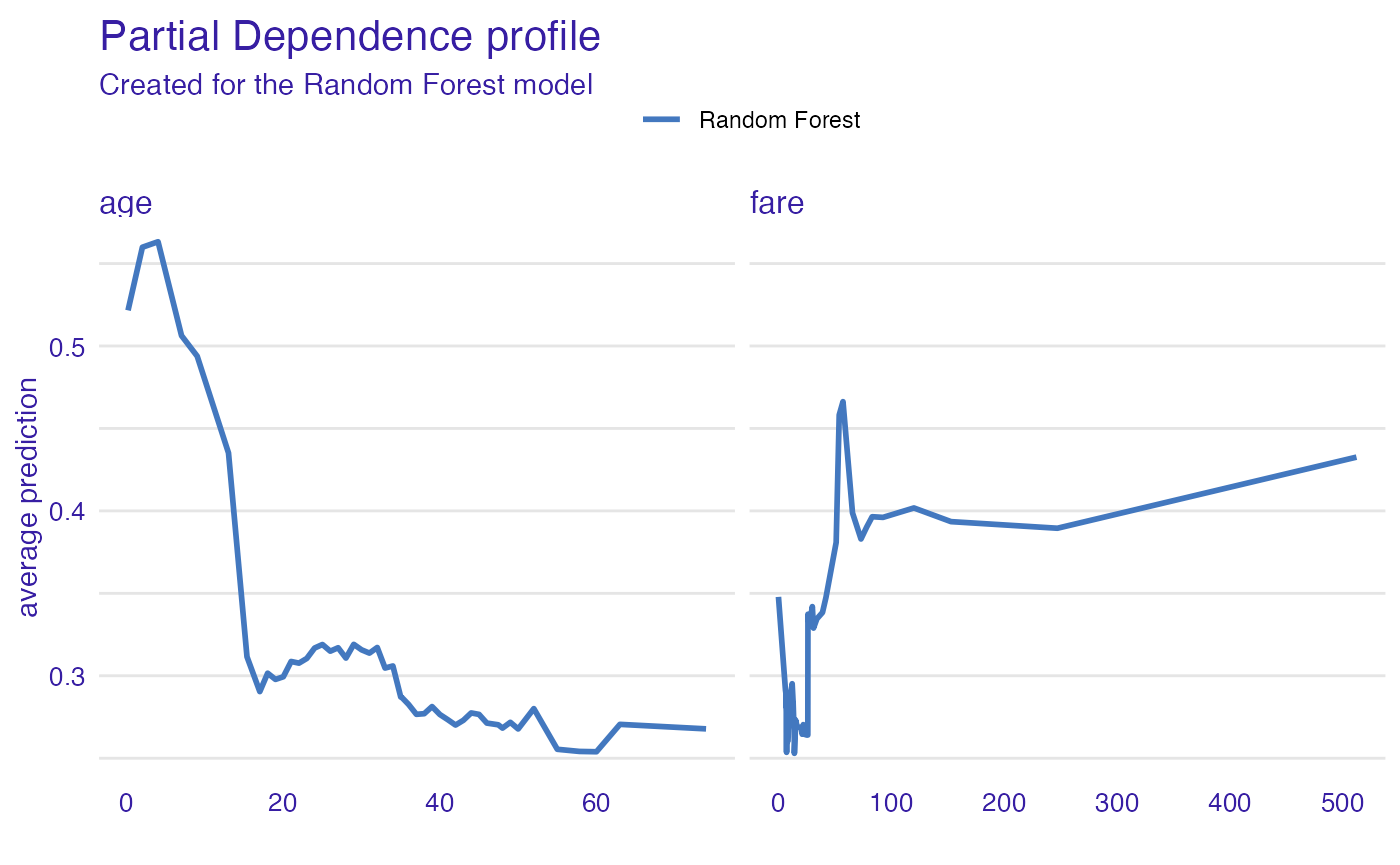 Partial Dependence profile
Created for the Random Forest model
Random Forest
age
fare
average prediction
0.5
0.4
0.3
0 20 40 60
0 100 200 300 400 500